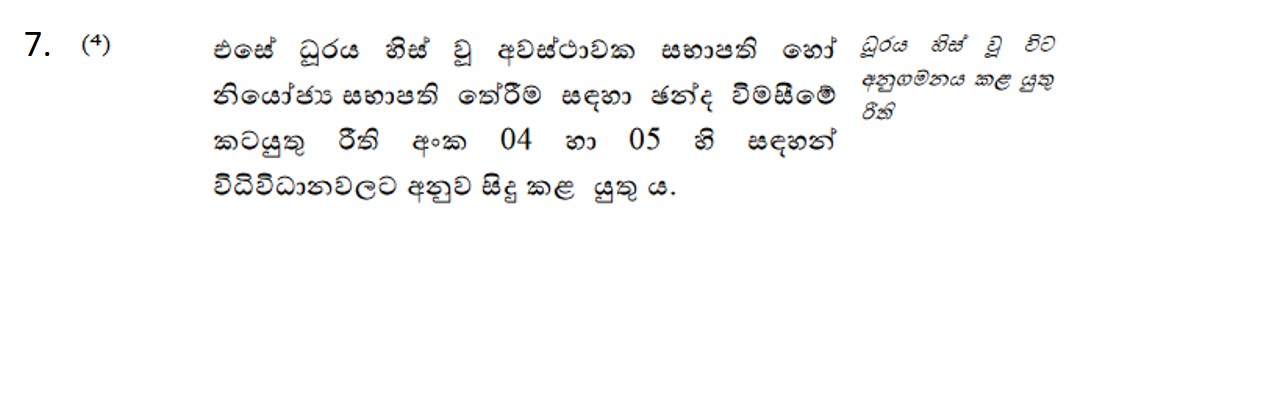 7. (4) එසේ ධූරය හිස් වූ අවස්ථාවක සභාපති හෝ
නියෝජ්‍ය සභාපති තේරීම සඳහා ඡන්ද විමසීමේ
කටයුතු රීති අංක 04 හා 05 හි සඳහන්
විධිවිධානවලට අනුව සිදු කළ යුතු ය.
ධූරය හිස් වූ විට
අනුගමනය කළ යුතු
රීති